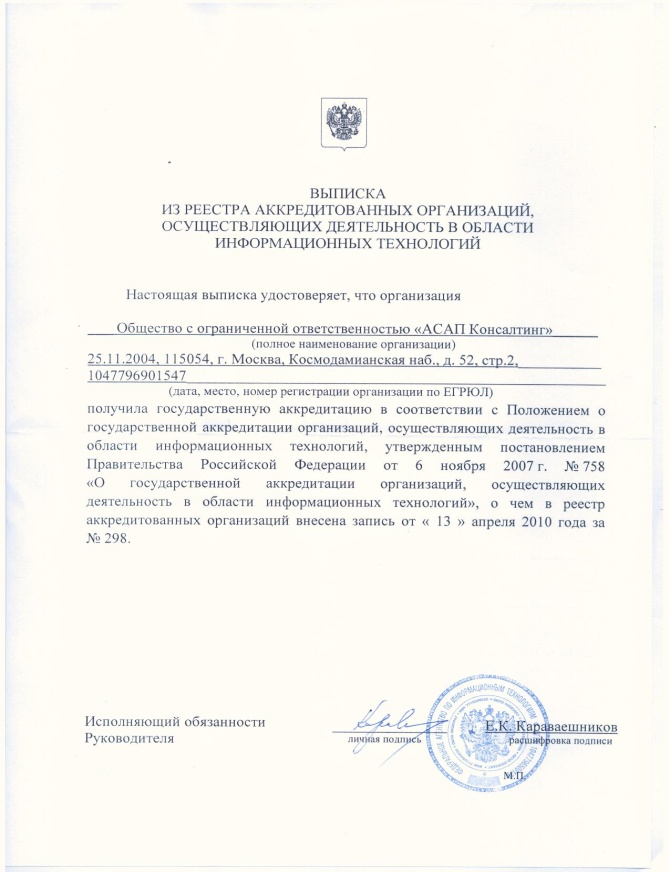 ВЫПИСКА
ИЗ РЕЕСТРА АККРЕДИТОВАННЫХ ОРГАНИЗАЦИЙ,
ОСУЩЕСТВЛЯЮЩИХ ДЕЯТЕЛЬНОСТЬ В ОБЛАСТИ
ИНФОРМАЦИОННЫХ ТЕХНОЛОГИЙ
Настоящая выписка удостоверяет, что организация
Общество с ограниченной ответственностью «АСАП Консалтинг»
(полное наименование организации)
25.11.2004, 115054, г. Москва, Космодамианская наб., д. 52, стр.2,
1047796901547
(дата, место, номер регистрации организации по ЕГРЮЛ)
получила государственную аккредитацию в соответствии с Положением о
государственной аккредитации организаций, осуществляющих деятельность в
области информационных технологий, утвержденным постановлением
Правительства Российской Федерации от 6 ноября 2007 г. № 758
«О государственной аккредитации организаций, осуществляющих
деятельность в области информационных технологий», о чем в реестр
аккредитованных организаций внесена запись от « 13 » апреля 2010 года за
№ 298.
Исполняющий обязанности
Руководителя
личная подпись
Е.К. Караваешников
расшифровка подписи
М.П.
ФЕДЕРАЛЬНОЕ АГЕНТСТВО ПО ИНФОРМАЦИОННЫМ ТЕХНОЛОГИЯМ